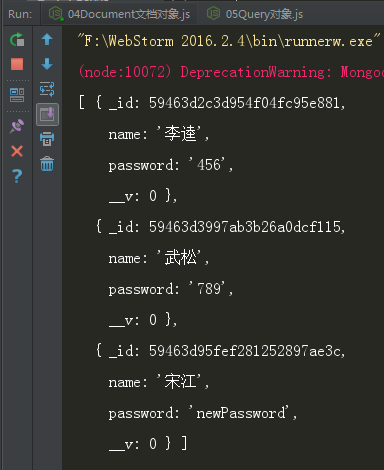 Run: 04Document文档对象.js 05Query对象.js
"F:\WebStorm 2016.2.4\bin\runnerw.exe"
(node:10072) DeprecationWarning: Mongo
[ { _id: 59463d2c3d954f04fc95e881,
name: '李逵',
password: '456',
__v: 0 },
{ _id: 59463d3997ab3b26a0dcf115,
name: '武松',
password: '789',
__v: 0 },
{ _id: 59463d95fef281252897ae3c,
name: '宋江',
password: 'newPassword',
__v: 0 } ]